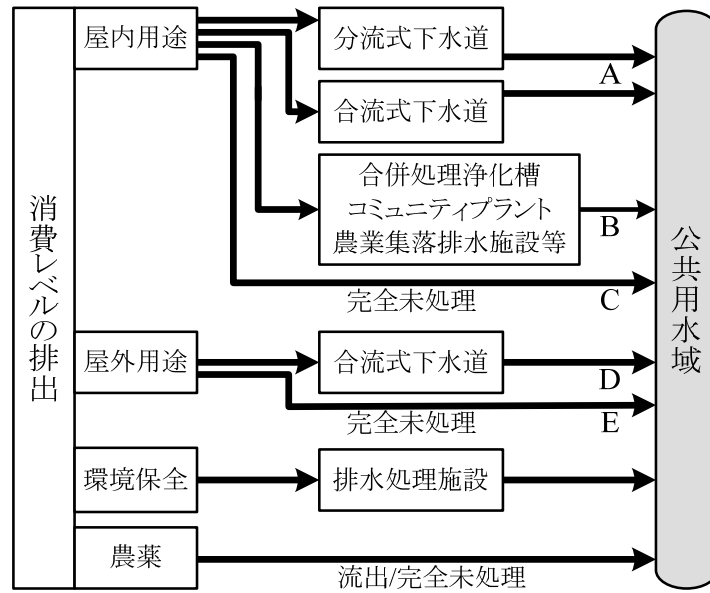 消費レベルの排出
屋内用途
分流式下水道
A
合流式下水道
合併処理浄化槽
コミュニティプラント
農業集落排水施設等
B
完全未処理
C
屋外用途
合流式下水道
D
完全未処理
E
環境保全
排水処理施設
農薬
流出/完全未処理
公共用水域